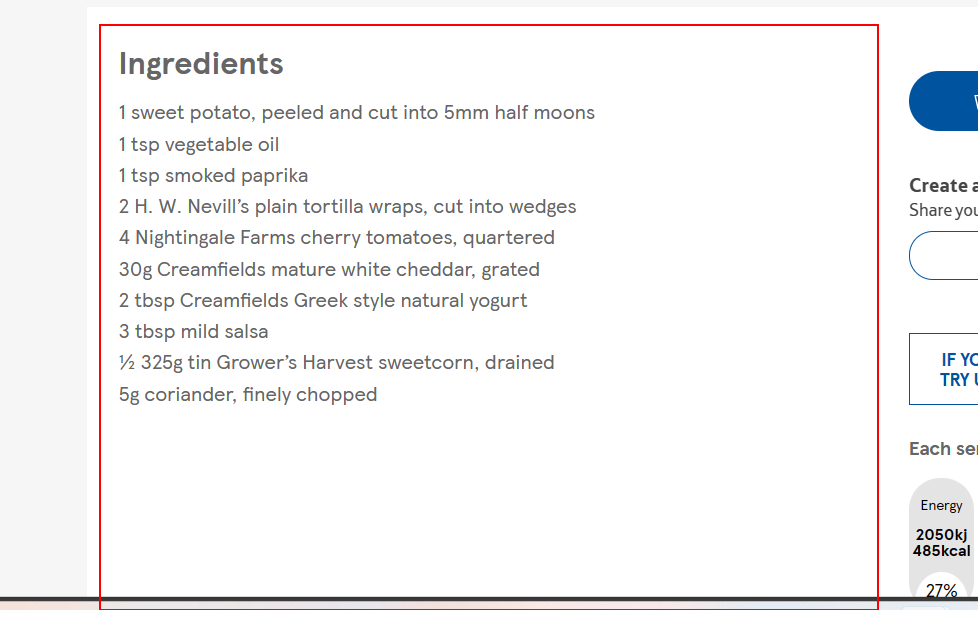 Ingredients
1 sweet potato, peeled and cut into 5mm half moons
1 tsp vegetable oil
1 tsp smoked paprika
2 H. W. Nevill’s plain tortilla wraps, cut into wedges
4 Nightingale Farms cherry tomatoes, quartered
30g Creamfields mature white cheddar, grated
2 tbsp Creamfields Greek style natural yogurt
3 tbsp mild salsa
½ 325g tin Grower’s Harvest sweetcorn, drained
5g coriander, finely chopped
Create
Share you
IF YO
TRY
Each ser
Energy
2050kj
485kcal
27%